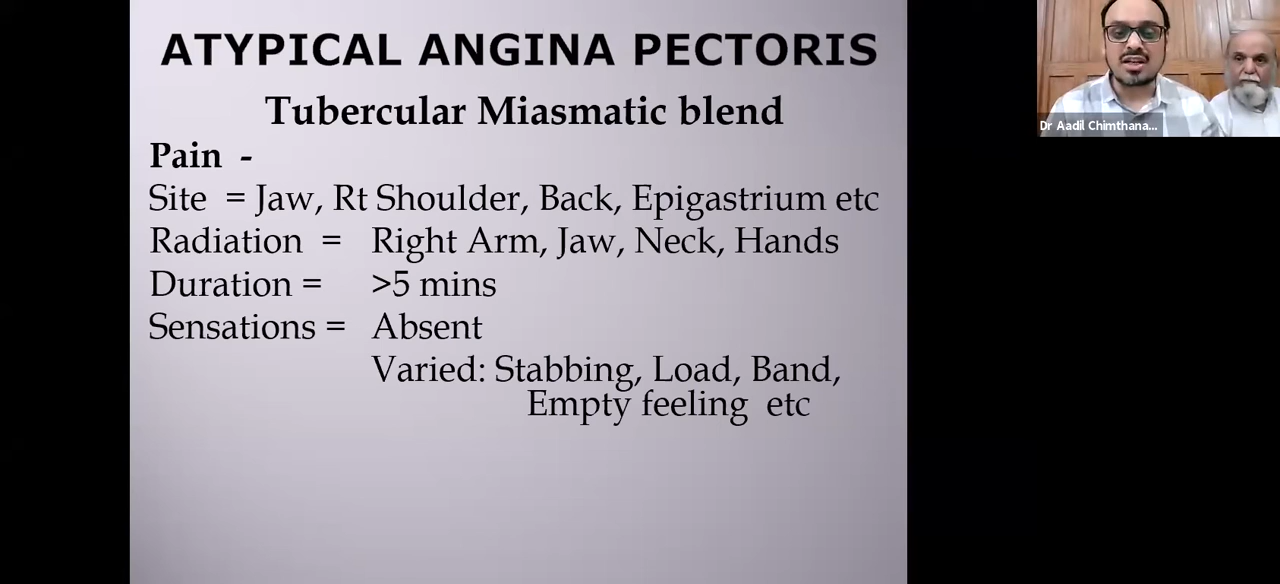 ATYPICAL ANGINA PECTORIS
Tubercular Miasmatic blend
Pain -
Site = Jaw, Rt Shoulder, Back, Epigastrium etc
Radiation = Right Arm, Jaw, Neck, Hands
Duration = >5 mins
Sensations = Absent
Varied: Stabbing, Load, Band,
Empty feeling etc
Dr Aadil Chimthana...